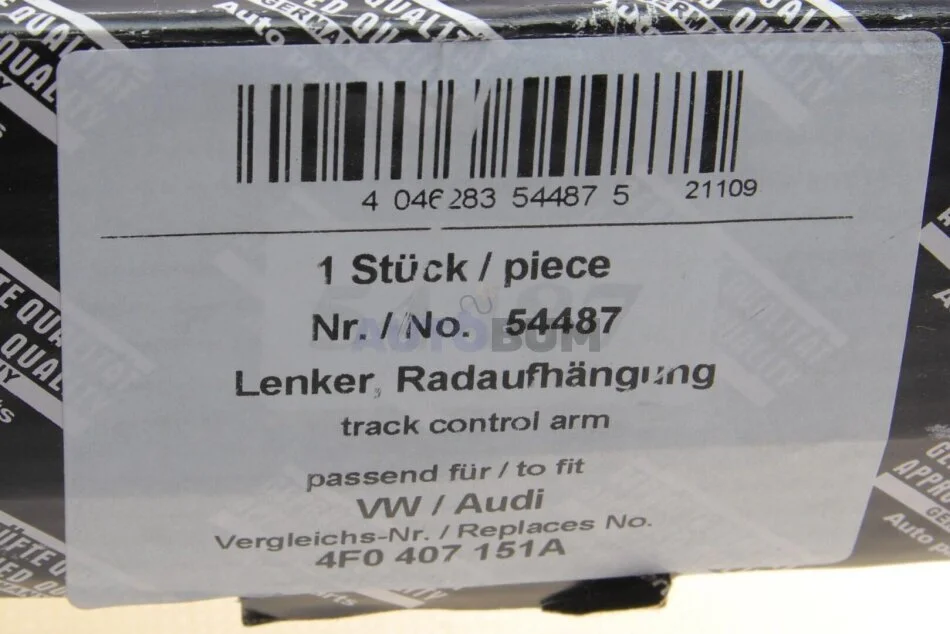 4 046283 54487 5 21109
1 Stück / piece
Nr. / No. 54487
AUTOBUM
Lenker, Radaufhängung
track control arm
passend für / to fit
VW / Audi
Vergleichs-Nr. / Replaces No.
4F0 407 151A